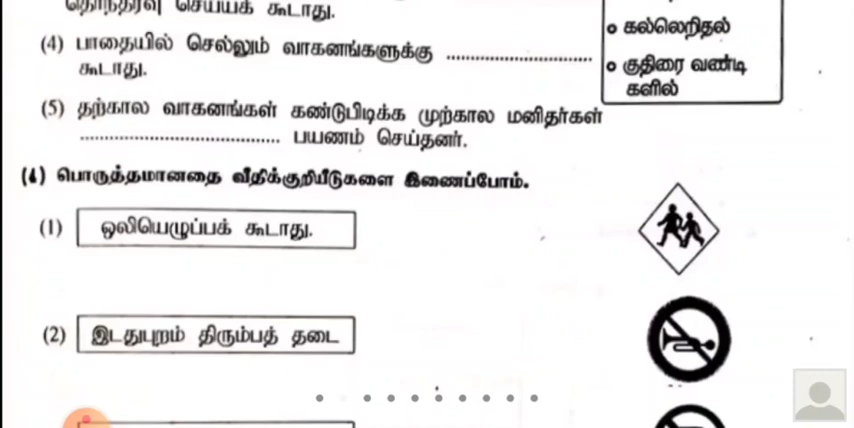 தொந்தரவு செய்யக் கூடாது.
(4) பாதையில் செல்லும் வாகனங்களுக்கு ........................ கூடாது.
(5) தற்கால வாகனங்கள் கண்டுபிடிக்க முற்கால மனிதர்கள்
........................ பயணம் செய்தனர்.
○ கல்லெறிதல்
○ குதிரை வண்டி
களில்
(4) பொருத்தமானதை வீதிக்குறியீடுகளை இணைப்போம்.
(1) ஒலியெழுப்பக் கூடாது.
(2) இடதுபுறம் திரும்பத் தடை